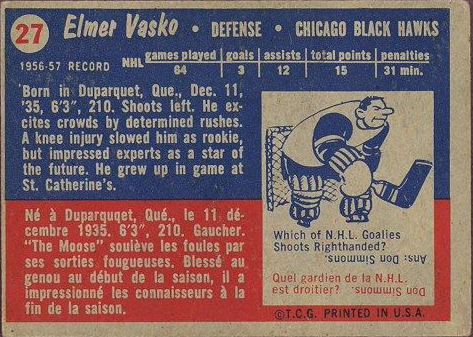 27 Elmer Vasko • DEFENSE • CHICAGO BLACK HAWKS
1956-57 RECORD NHL games played goals assists total points penalties
64 3 12 15 31 min.
Born in Duparquet, Que., Dec. 11,
'35, 6'3", 210. Shoots left. He ex-
cites crowds by determined rushes.
A knee injury slowed him as rookie,
but impressed experts as a star of
the future. He grew up in game at
St. Catherine's.
Né à Duparquqet, Qué., le 11 dé-
cembre 1935. 6'3", 210. Gaucher.
"The Moose" soulève les foules par
ses sorties fougueuses. Blessé au
genou au début de la saison, il a
impressionné les connaisseurs à la
fin de la saison.
Which of N.H.L. Goalies
Shoots Righthanded?
Ans: Don Simmons.
Quel gardien de la N.H.L.
est droitier?
Rép: Don Simmons
©T.C.G. PRINTED IN U.S.A.